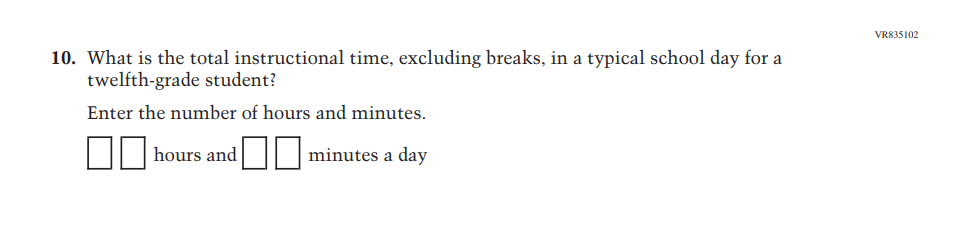 VR835102
10. What is the total instructional time, excluding breaks, in a typical school day for a
twelfth-grade student?
Enter the number of hours and minutes.
hours and minutes a day